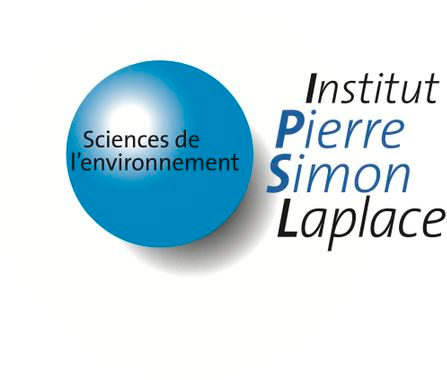 Sciences de
l'environnement
Institut
Pierre
Simon
Laplace